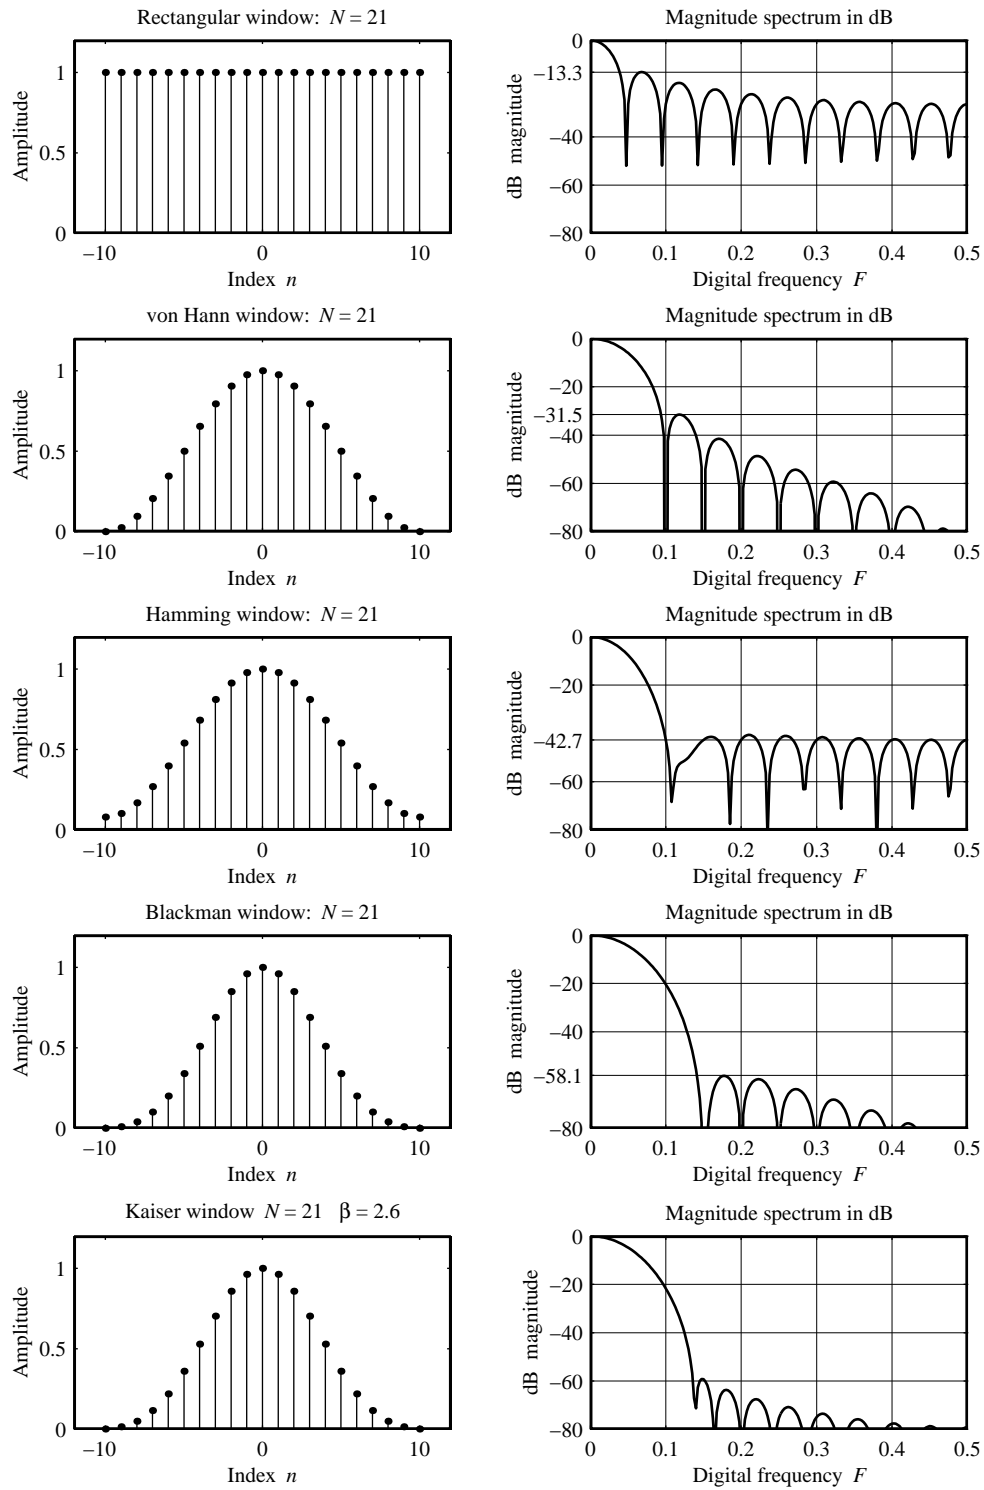 Rectangular window: N = 21
Magnitude spectrum in dB
Amplitude
1
0.5
0
−10
0
10
Index n
dB magnitude
0
−13.3
−40
−60
−80
0
0.1
0.2
0.3
0.4
0.5
Digital frequency F
von Hann window: N = 21
Magnitude spectrum in dB
Amplitude
1
0.5
0
−10
0
10
Index n
dB magnitude
0
−20
−31.5
−40
−60
−80
0
0.1
0.2
0.3
0.4
0.5
Digital frequency F
Hamming window: N = 21
Magnitude spectrum in dB
Amplitude
1
0.5
0
−10
0
10
Index n
dB magnitude
0
−20
−42.7
−60
−80
0
0.1
0.2
0.3
0.4
0.5
Digital frequency F
Blackman window: N = 21
Magnitude spectrum in dB
Amplitude
1
0.5
0
−10
0
10
Index n
dB magnitude
0
−20
−40
−58.1
−80
0
0.1
0.2
0.3
0.4
0.5
Digital frequency F
Kaiser window N = 21 β = 2.6
Magnitude spectrum in dB
Amplitude
1
0.5
0
−10
0
10
Index n
dB magnitude
0
−20
−40
−60
−80
0
0.1
0.2
0.3
0.4
0.5
Digital frequency F